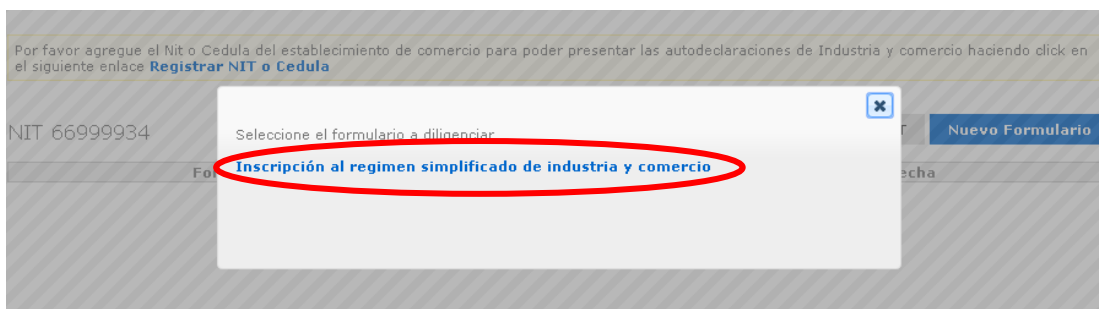 Por favor agregue el Nit o Cedula del establecimiento de comercio para poder presentar las autodeclaraciones de Industria y comercio haciendo click en
el siguiente enlace Registrar NIT o Cedula
NIT 66999934
T
Nuevo Formulario
Seleccione el formulario a diligenciar
Inscripción al regimen simplificado de industria y comercio
For
echa